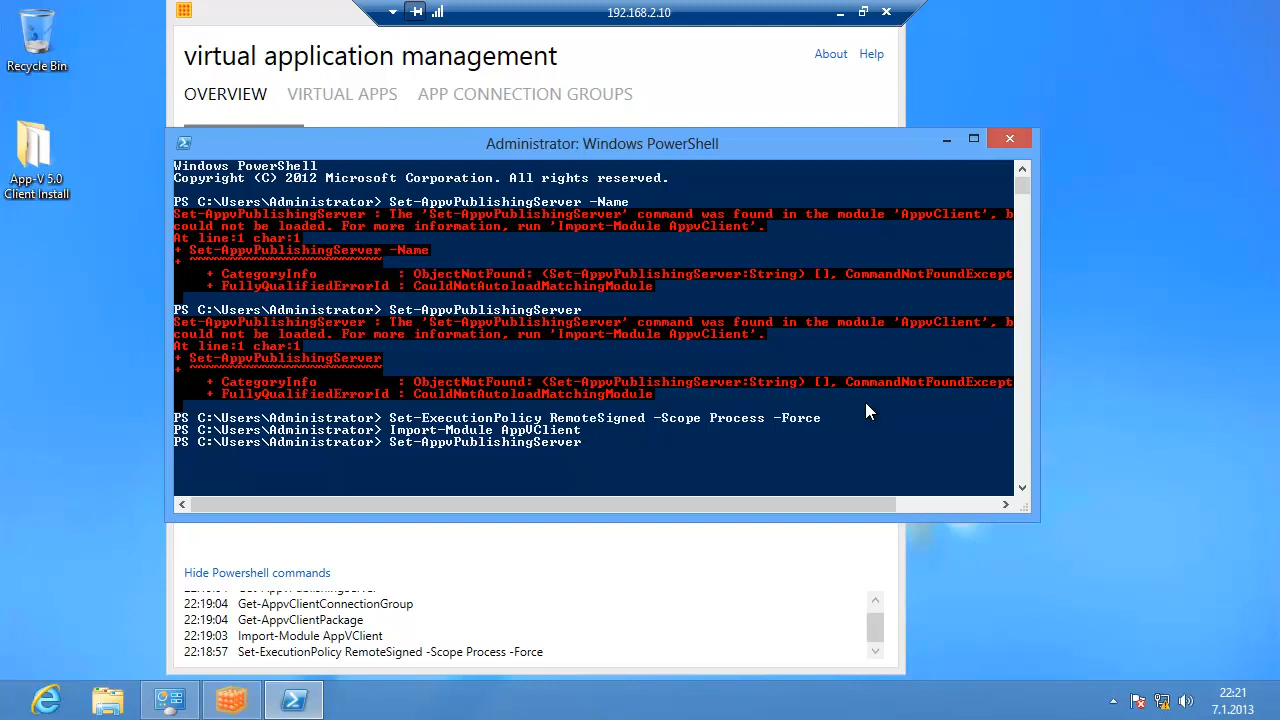 192.168.2.10
Recycle Bin
App-V 5.0
Client Install
virtual application management
About Help
OVERVIEW VIRTUAL APPS APP CONNECTION GROUPS
Administrator: Windows PowerShell
Windows PowerShell
Copyright (C) 2012 Microsoft Corporation. All rights reserved.
PS C:\Users\Administrator> Set-AppvPublishingServer -Name
Set-AppvPublishingServer : The 'Set-AppvPublishingServer' command was found in the module 'AppvClient', b
could not be loaded. For more information, run 'Import-Module AppvClient'.
At line:1 char:1
+ Set-AppvPublishingServer -Name
+ ~~~~~~~~~~~~~~~~~~~~~~~~
+ CategoryInfo : ObjectNotFound: (Set-AppvPublishingServer:String) [], CommandNotFoundExcept
+ FullyQualifiedErrorId : CouldNotAutoloadMatchingModule
PS C:\Users\Administrator> Set-AppvPublishingServer
Set-AppvPublishingServer : The 'Set-AppvPublishingServer' command was found in the module 'AppvClient', b
could not be loaded. For more information, run 'Import-Module AppvClient'.
At line:1 char:1
+ Set-AppvPublishingServer
+ ~~~~~~~~~~~~~~~~~~~~~~~~
+ CategoryInfo : ObjectNotFound: (Set-AppvPublishingServer:String) [], CommandNotFoundExcept
+ FullyQualifiedErrorId : CouldNotAutoloadMatchingModule
PS C:\Users\Administrator> Set-ExecutionPolicy RemoteSigned -Scope Process -Force
PS C:\Users\Administrator> Import-Module AppVClient
PS C:\Users\Administrator> Set-AppvPublishingServer
Hide Powershell commands
22:19:04 Get-AppvClientConnectionGroup
22:19:04 Get-AppvClientPackage
22:19:03 Import-Module AppVClient
22:18:57 Set-ExecutionPolicy RemoteSigned -Scope Process -Force
22:21
7.1.2013